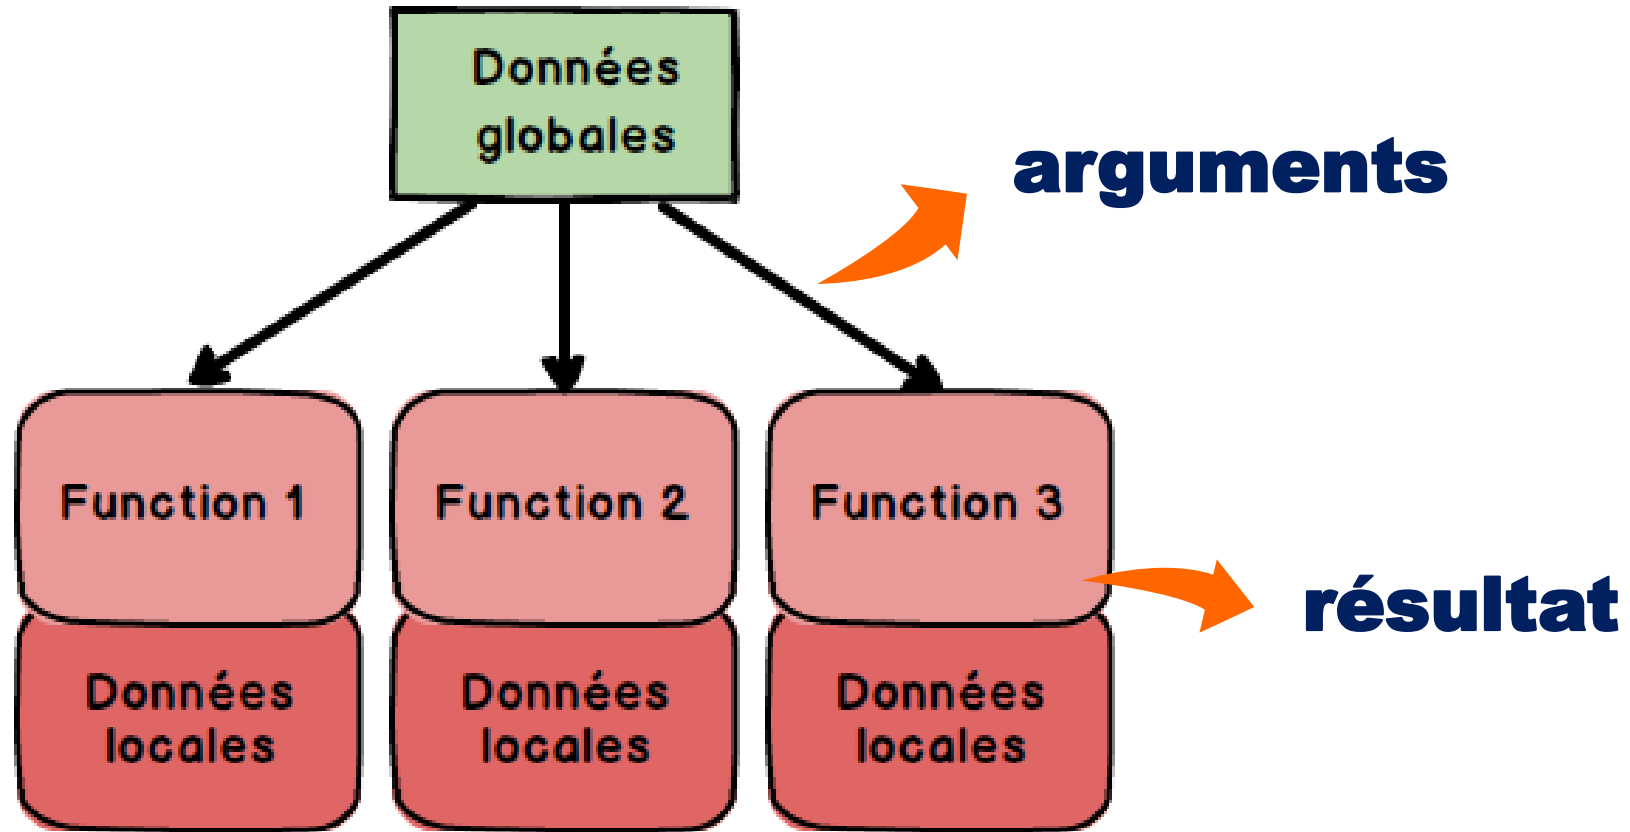 Données
globales
arguments
Function 1
Function 2
Function 3
résultat
Données
locales
Données
locales
Données
locales